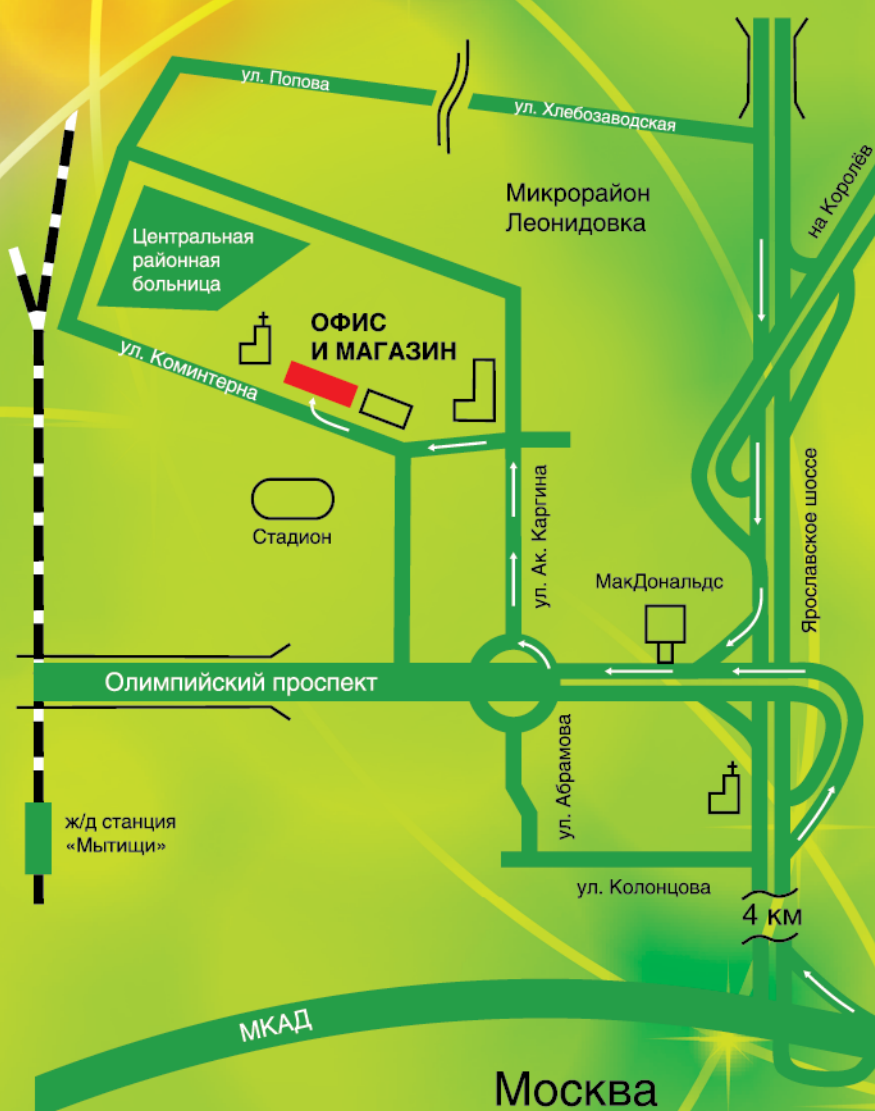 ул. Попова
ул. Хлебозаводская
Микрорайон
Леонидовка
на Королёв
Центральная
районная
больница
ОФИС
И МАГАЗИН
ул. Коминтерна
Стадион
ул. Ак. Каргина
МакДональдс
Ярославское шоссе
Олимпийский проспект
ул. Абрамова
ж/д станция
«Мытищи»
ул. Колонцова
4 км
МКАД
Москва